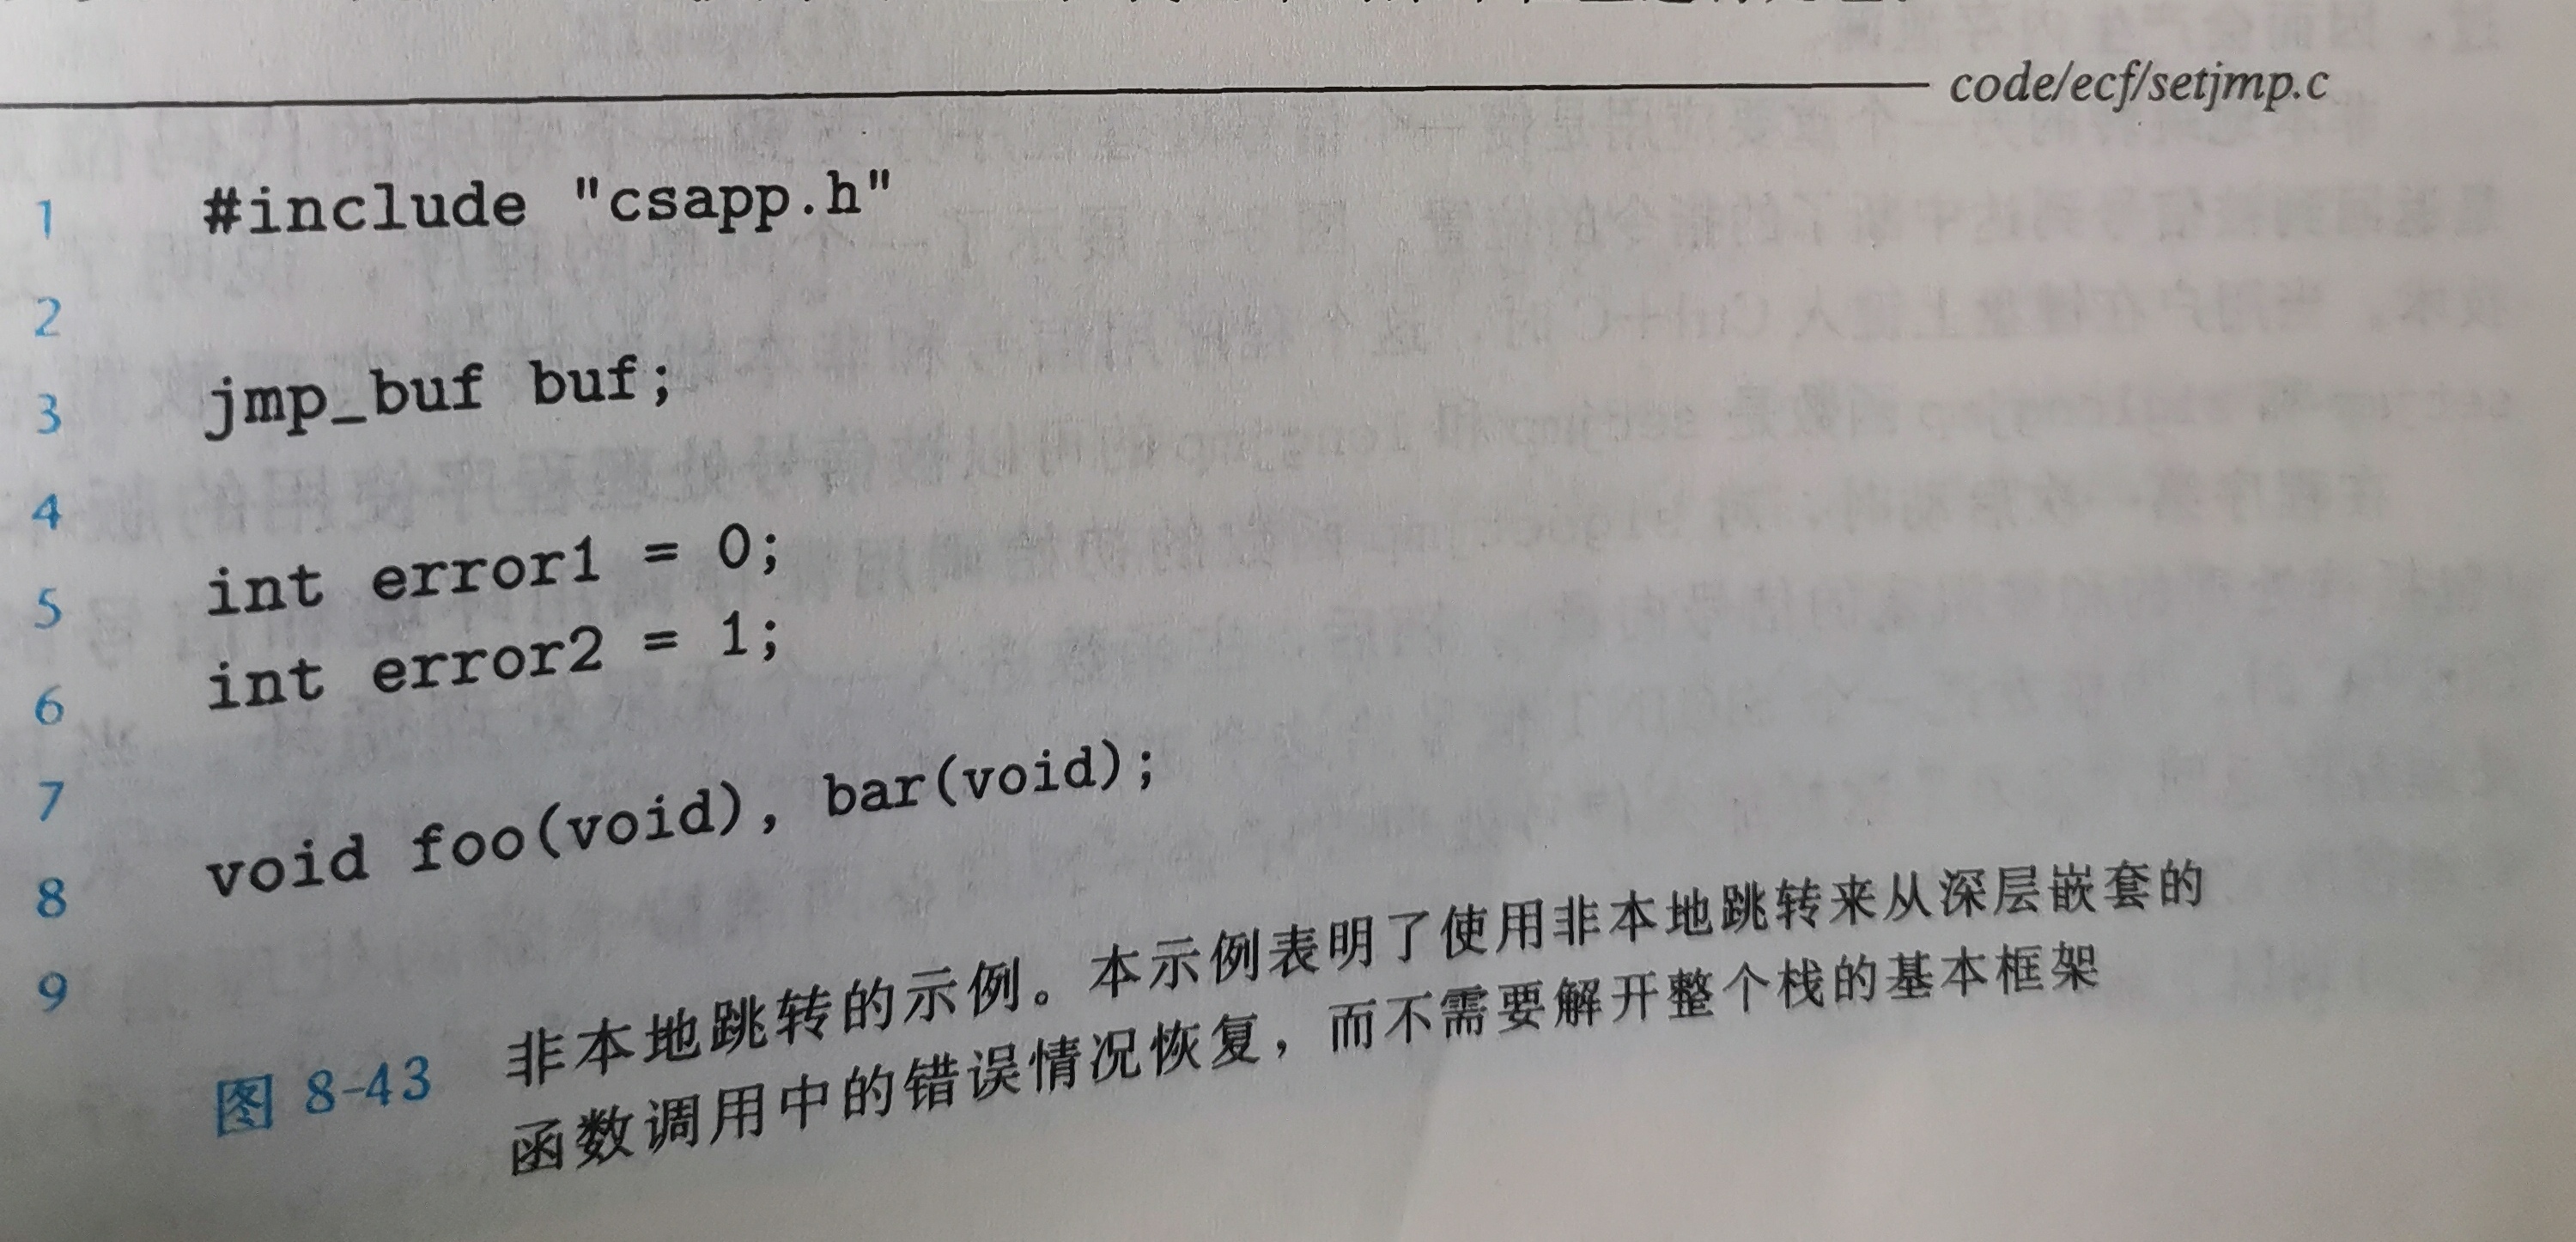 code/ecf/setjmp.c
1 #include "csapp.h"
2
3 jmp_buf buf;
4
5 int error1 = 0;
6 int error2 = 1;
7
8 void foo(void), bar(void);
9
图 8-43 非本地跳转的示例。本示例表明了使用非本地跳转来从深层嵌套的
函数调用中的错误情况恢复，而不需要解开整个栈的基本框架